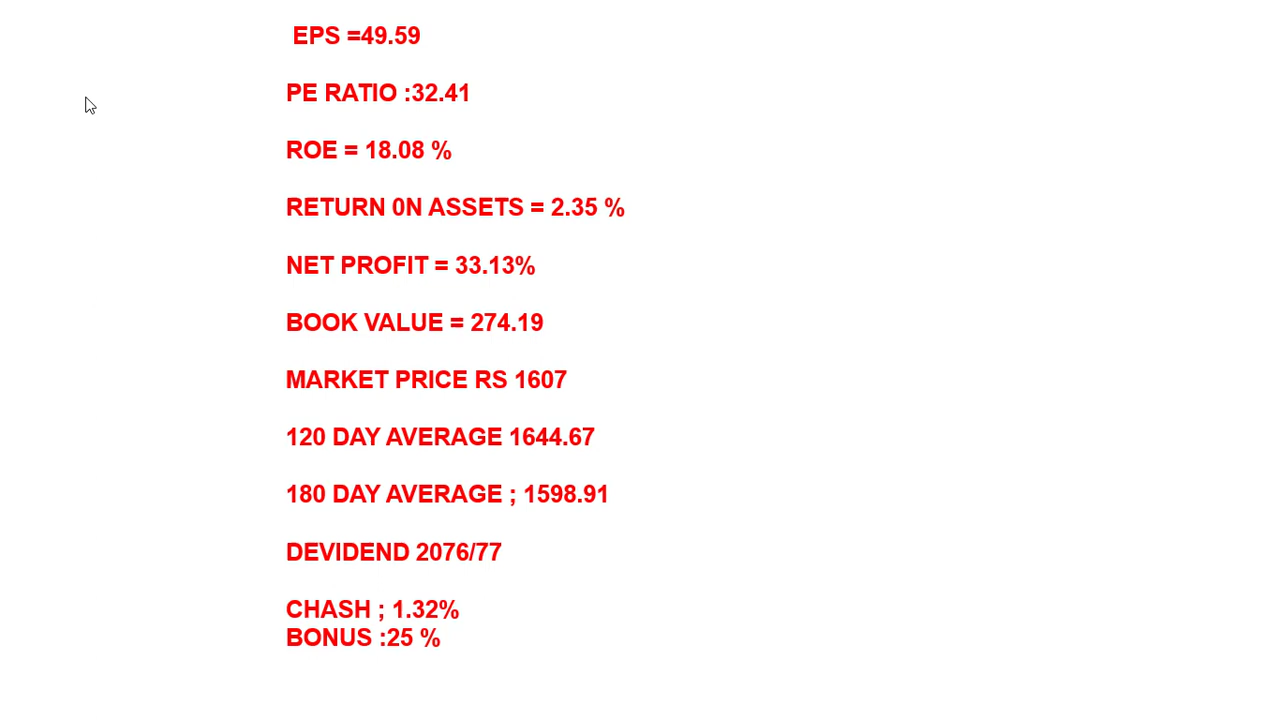 EPS =49.59
PE RATIO :32.41
ROE = 18.08 %
RETURN 0N ASSETS = 2.35 %
NET PROFIT = 33.13%
BOOK VALUE = 274.19
MARKET PRICE RS 1607
120 DAY AVERAGE 1644.67
180 DAY AVERAGE ; 1598.91
DEVIDEND 2076/77
CHASH ; 1.32%
BONUS :25 %